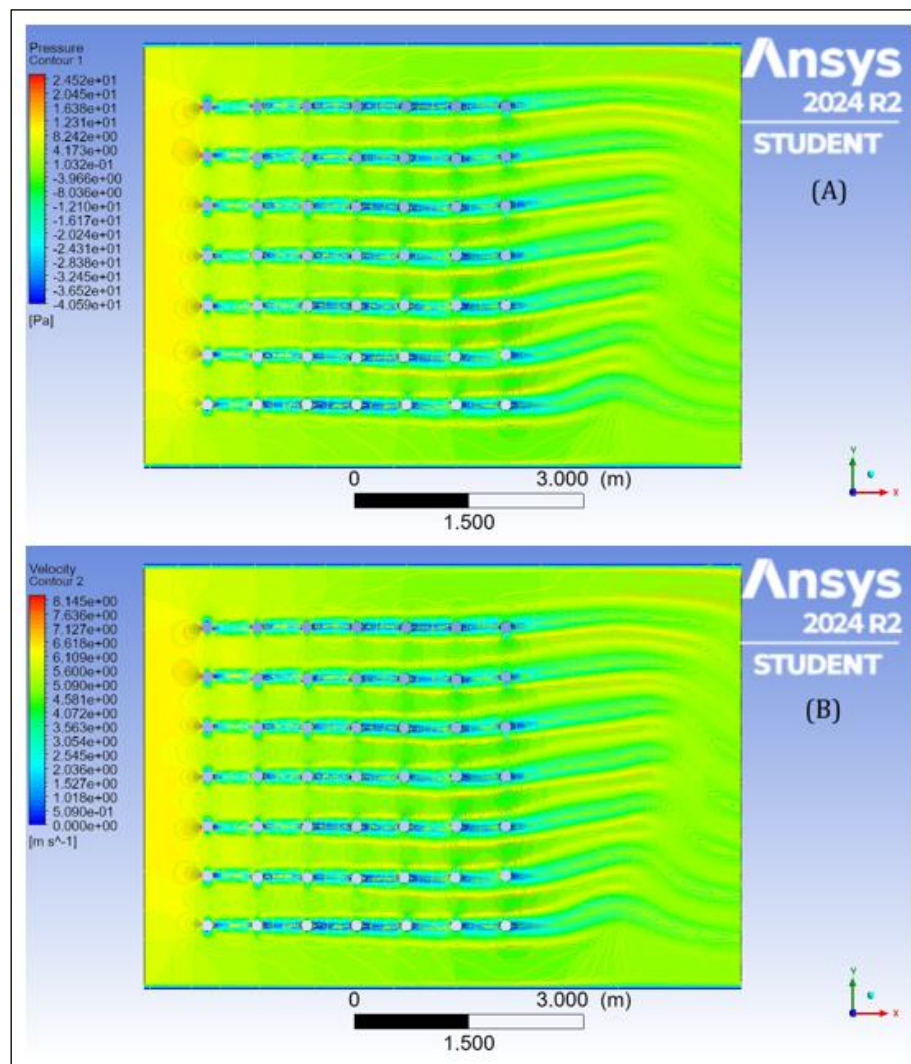 Pressure
Contour 1
2.452e+01
2.045e+01
1.638e+01
1.231e+01
8.242e+00
4.173e+00
1.032e-01
-3.966e+00
-8.036e+00
-1.210e+01
-1.617e+01
-2.024e+01
-2.431e+01
-2.838e+01
-3.245e+01
-3.652e+01
-4.059e+01
[Pa]
Ansys
2024 R2
STUDENT
(A)
0 3.000 (m)
1.500
Y
X
Velocity
Contour 2
8.145e+00
7.636e+00
7.127e+00
6.618e+00
6.109e+00
5.600e+00
5.090e+00
4.581e+00
4.072e+00
3.563e+00
3.054e+00
2.545e+00
2.036e+00
1.527e+00
1.018e+00
5.090e-01
0.000e+00
[m s^-1]
Ansys
2024 R2
STUDENT
(B)
0 3.000 (m)
1.500
Y
X